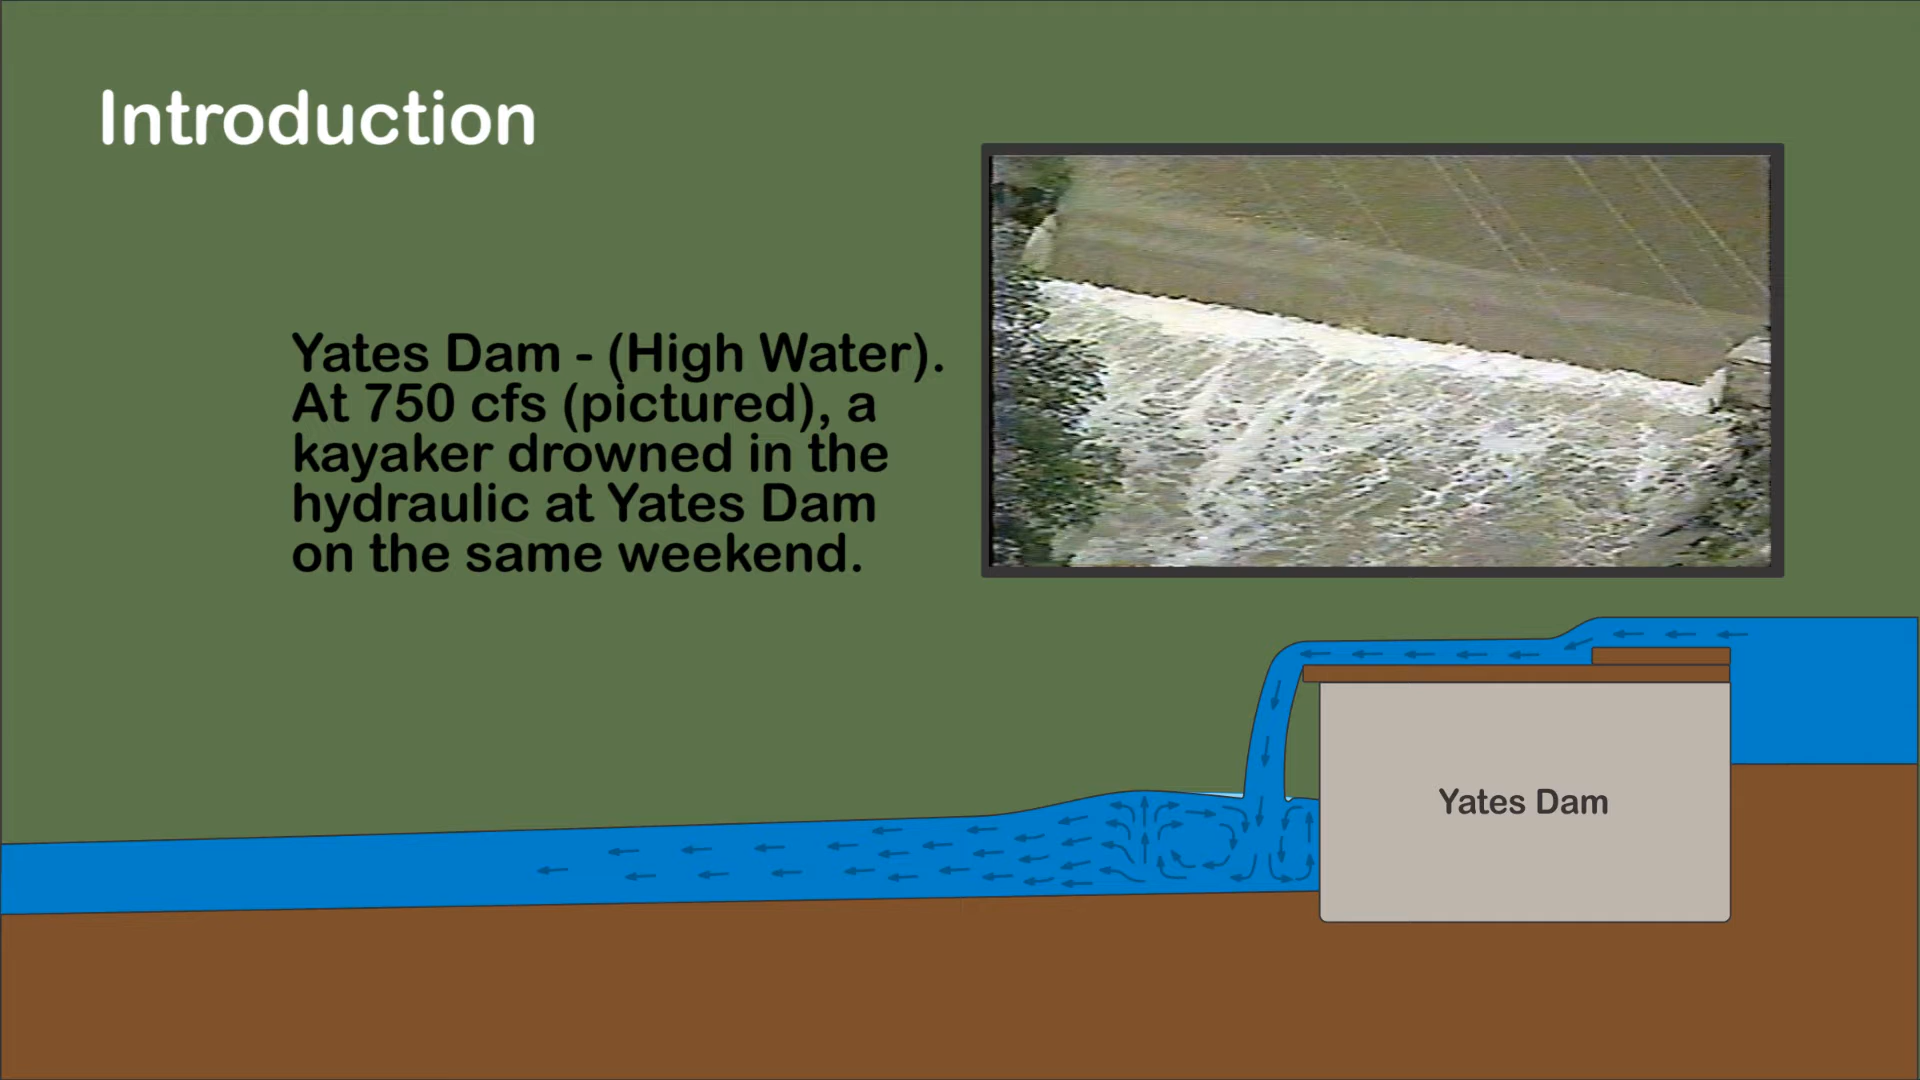 Introduction
Yates Dam - (High Water).
At 750 cfs (pictured), a
kayaker drowned in the
hydraulic at Yates Dam
on the same weekend.
Yates Dam